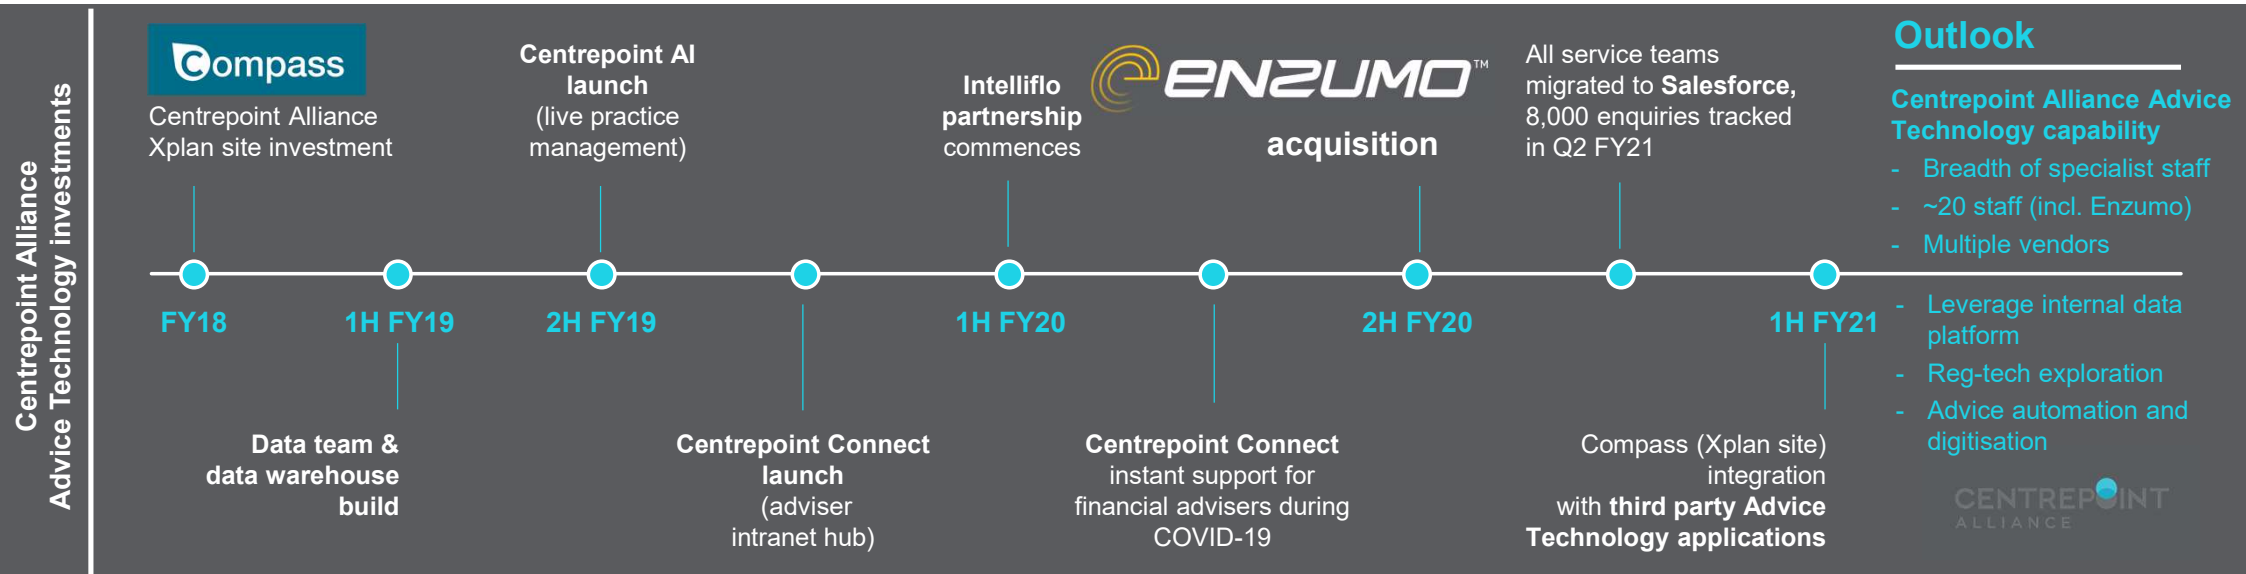 Centrepoint Alliance
Advice Technology investments
Compass
Centrepoint Alliance
Xplan site investment
Centrepoint AI
launch
(live practice
management)
Intelliflo
partnership
commences
enzumo™
acquisition
All service teams
migrated to Salesforce,
8,000 enquiries tracked
in Q2 FY21
FY18
1H FY19
2H FY19
1H FY20
2H FY20
1H FY21
Data team &
data warehouse
build
Centrepoint Connect
launch
(adviser
intranet hub)
Centrepoint Connect
instant support for
financial advisers during
COVID-19
Compass (Xplan site)
integration
with third party Advice
Technology applications
Outlook
Centrepoint Alliance Advice
Technology capability
- Breadth of specialist staff
- ~20 staff (incl. Enzumo)
- Multiple vendors
- Leverage internal data
platform
- Reg-tech exploration
- Advice automation and
digitisation
CENTREPOINT
ALLIANCE